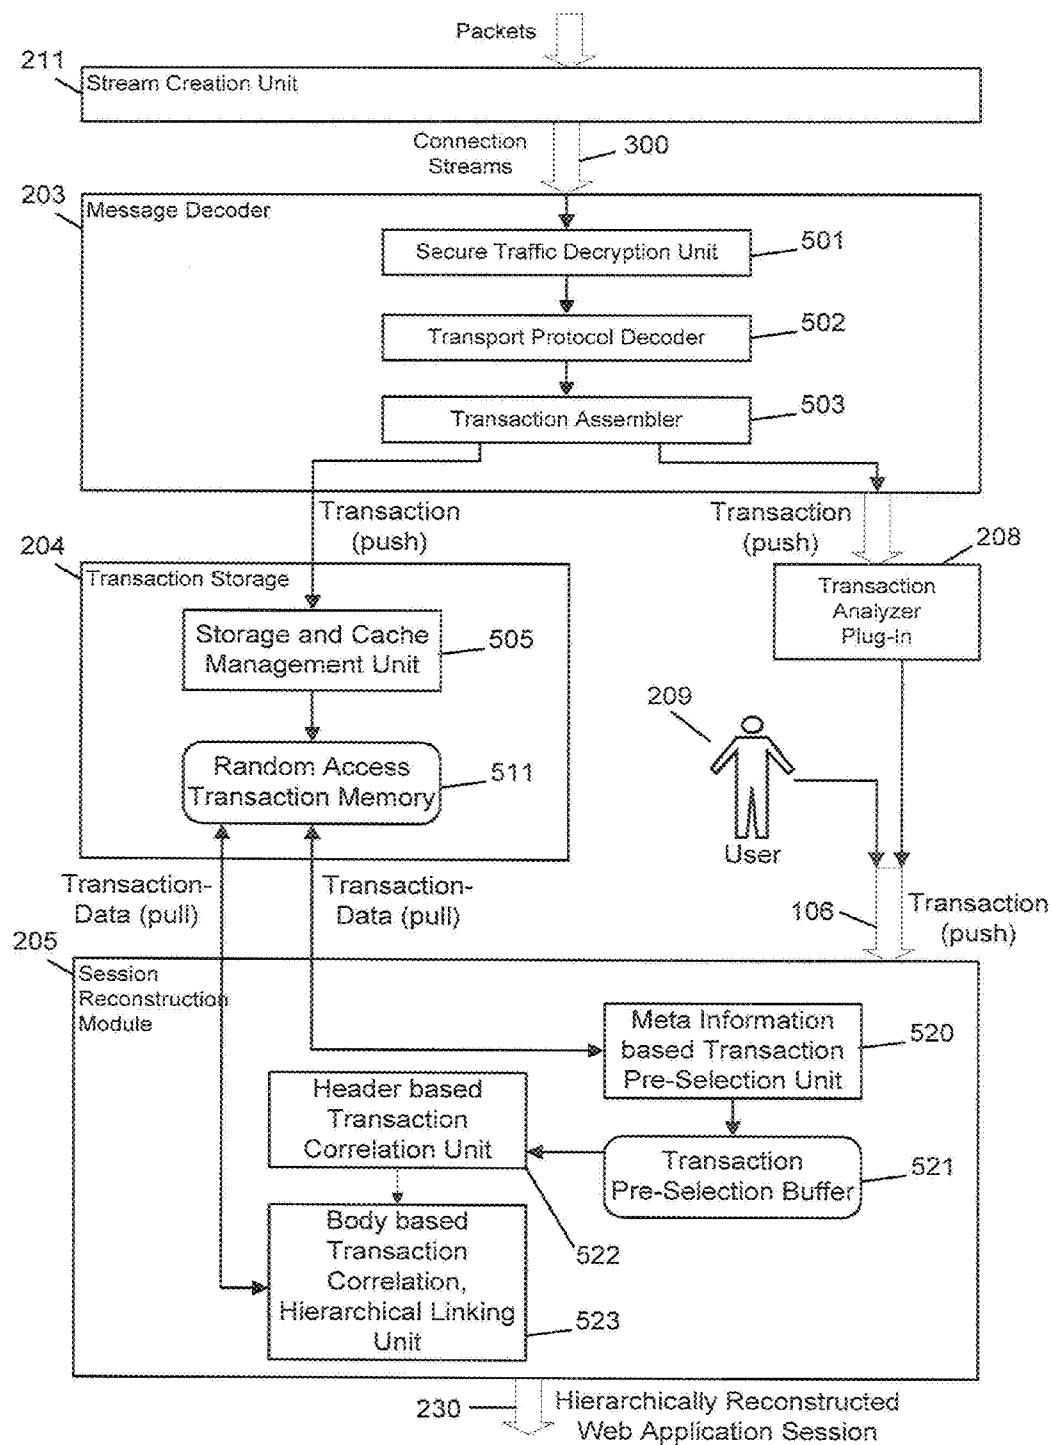 Packets
211
Stream Creation Unit
Connection
Streams
300
203
Message Decoder
Secure Traffic Decryption Unit
501
Transport Protocol Decoder
502
Transaction Assembler
503
Transaction
(push)
Transaction
(push)
204
208
Transaction Storage
Transaction
Analyzer
Plug-In
Storage and Cache
Management Unit
505
209
Random Access
Transaction Memory
511
User
Transaction-
Data (pull)
Transaction-
Data (pull)
106
Transaction
(push)
205
Session
Reconstruction
Module
Meta Information
based Transaction
Pre-Selection Unit
520
Header based
Transaction
Correlation Unit
Transaction
Pre-Selection Buffer
521
522
Body based
Transaction
Correlation,
Hierarchical Linking
Unit
523
230
Hierarchically Reconstructed
Web Application Session